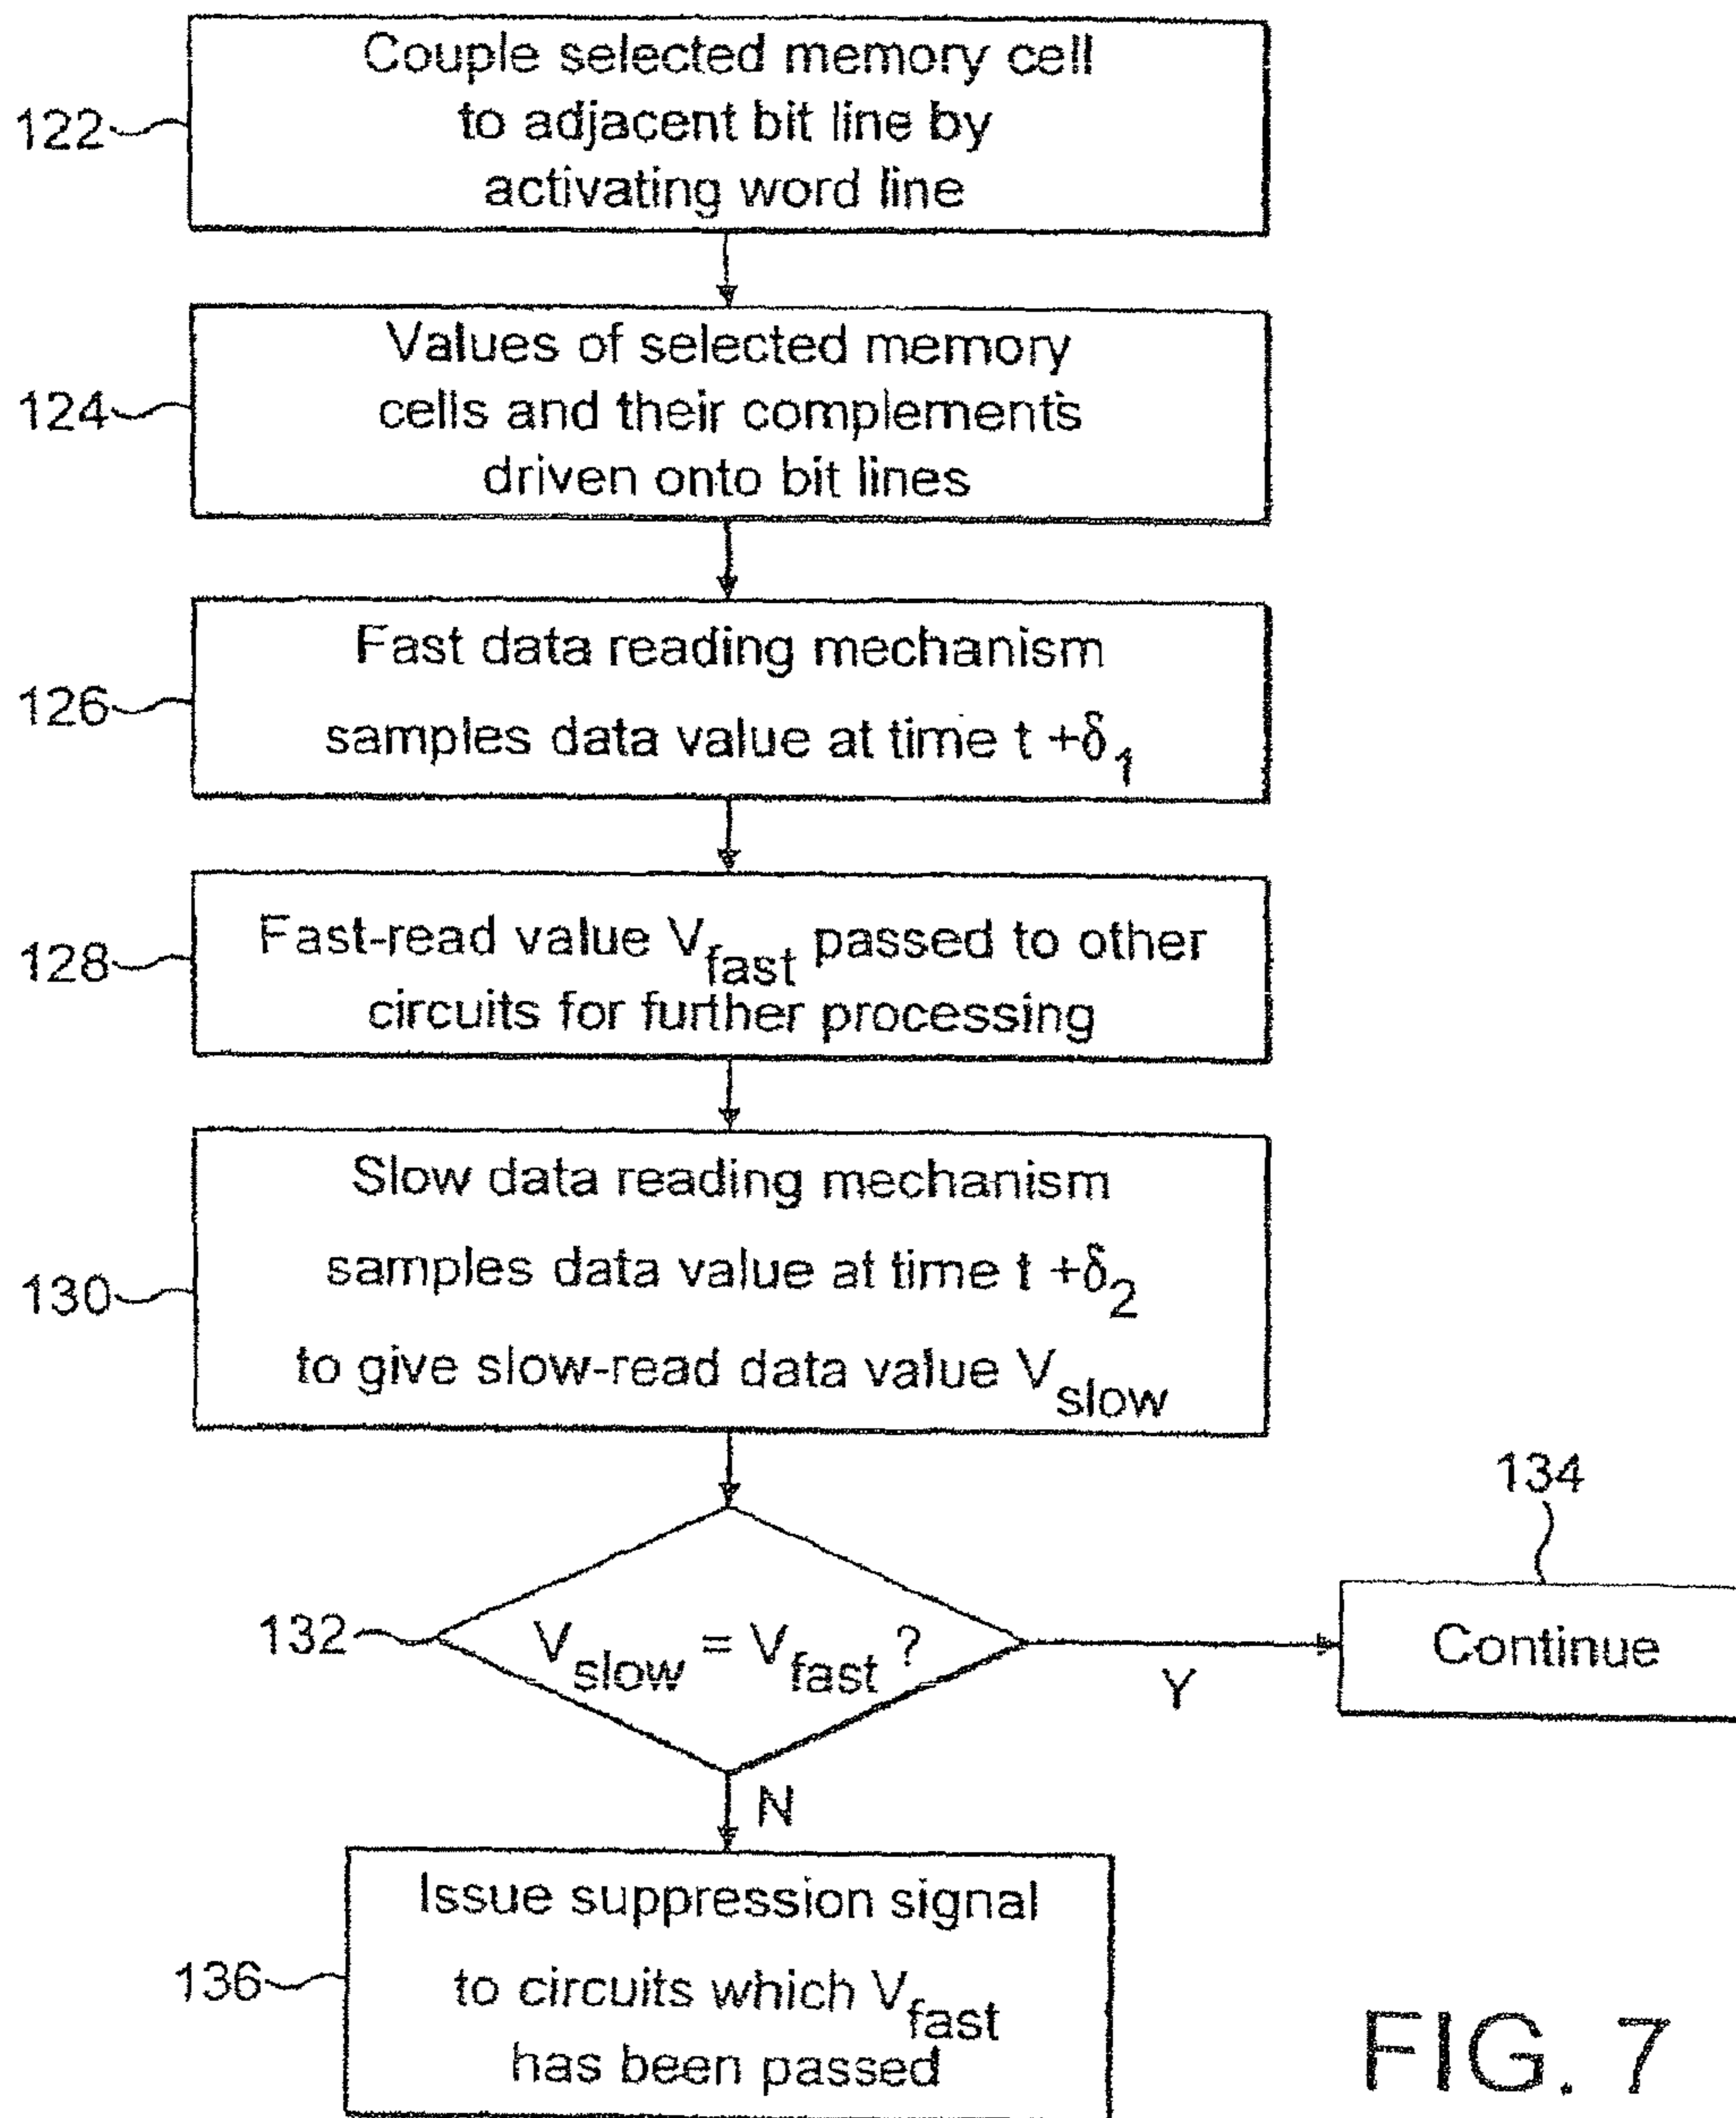 122
Couple selected memory cell
to adjacent bit line by
activating word line
124
Values of selected memory
cells and their complements
driven onto bit lines
126
Fast data reading mechanism
samples data value at time t +δ1
128
Fast-read value Vfast passed to other
circuits for further processing
130
Slow data reading mechanism
samples data value at time t +δ2
to give slow-read data value Vslow
132
Vslow = Vfast ?
Y
134
Continue
N
136
Issue suppression signal
to circuits which Vfast
has been passed
FIG. 7